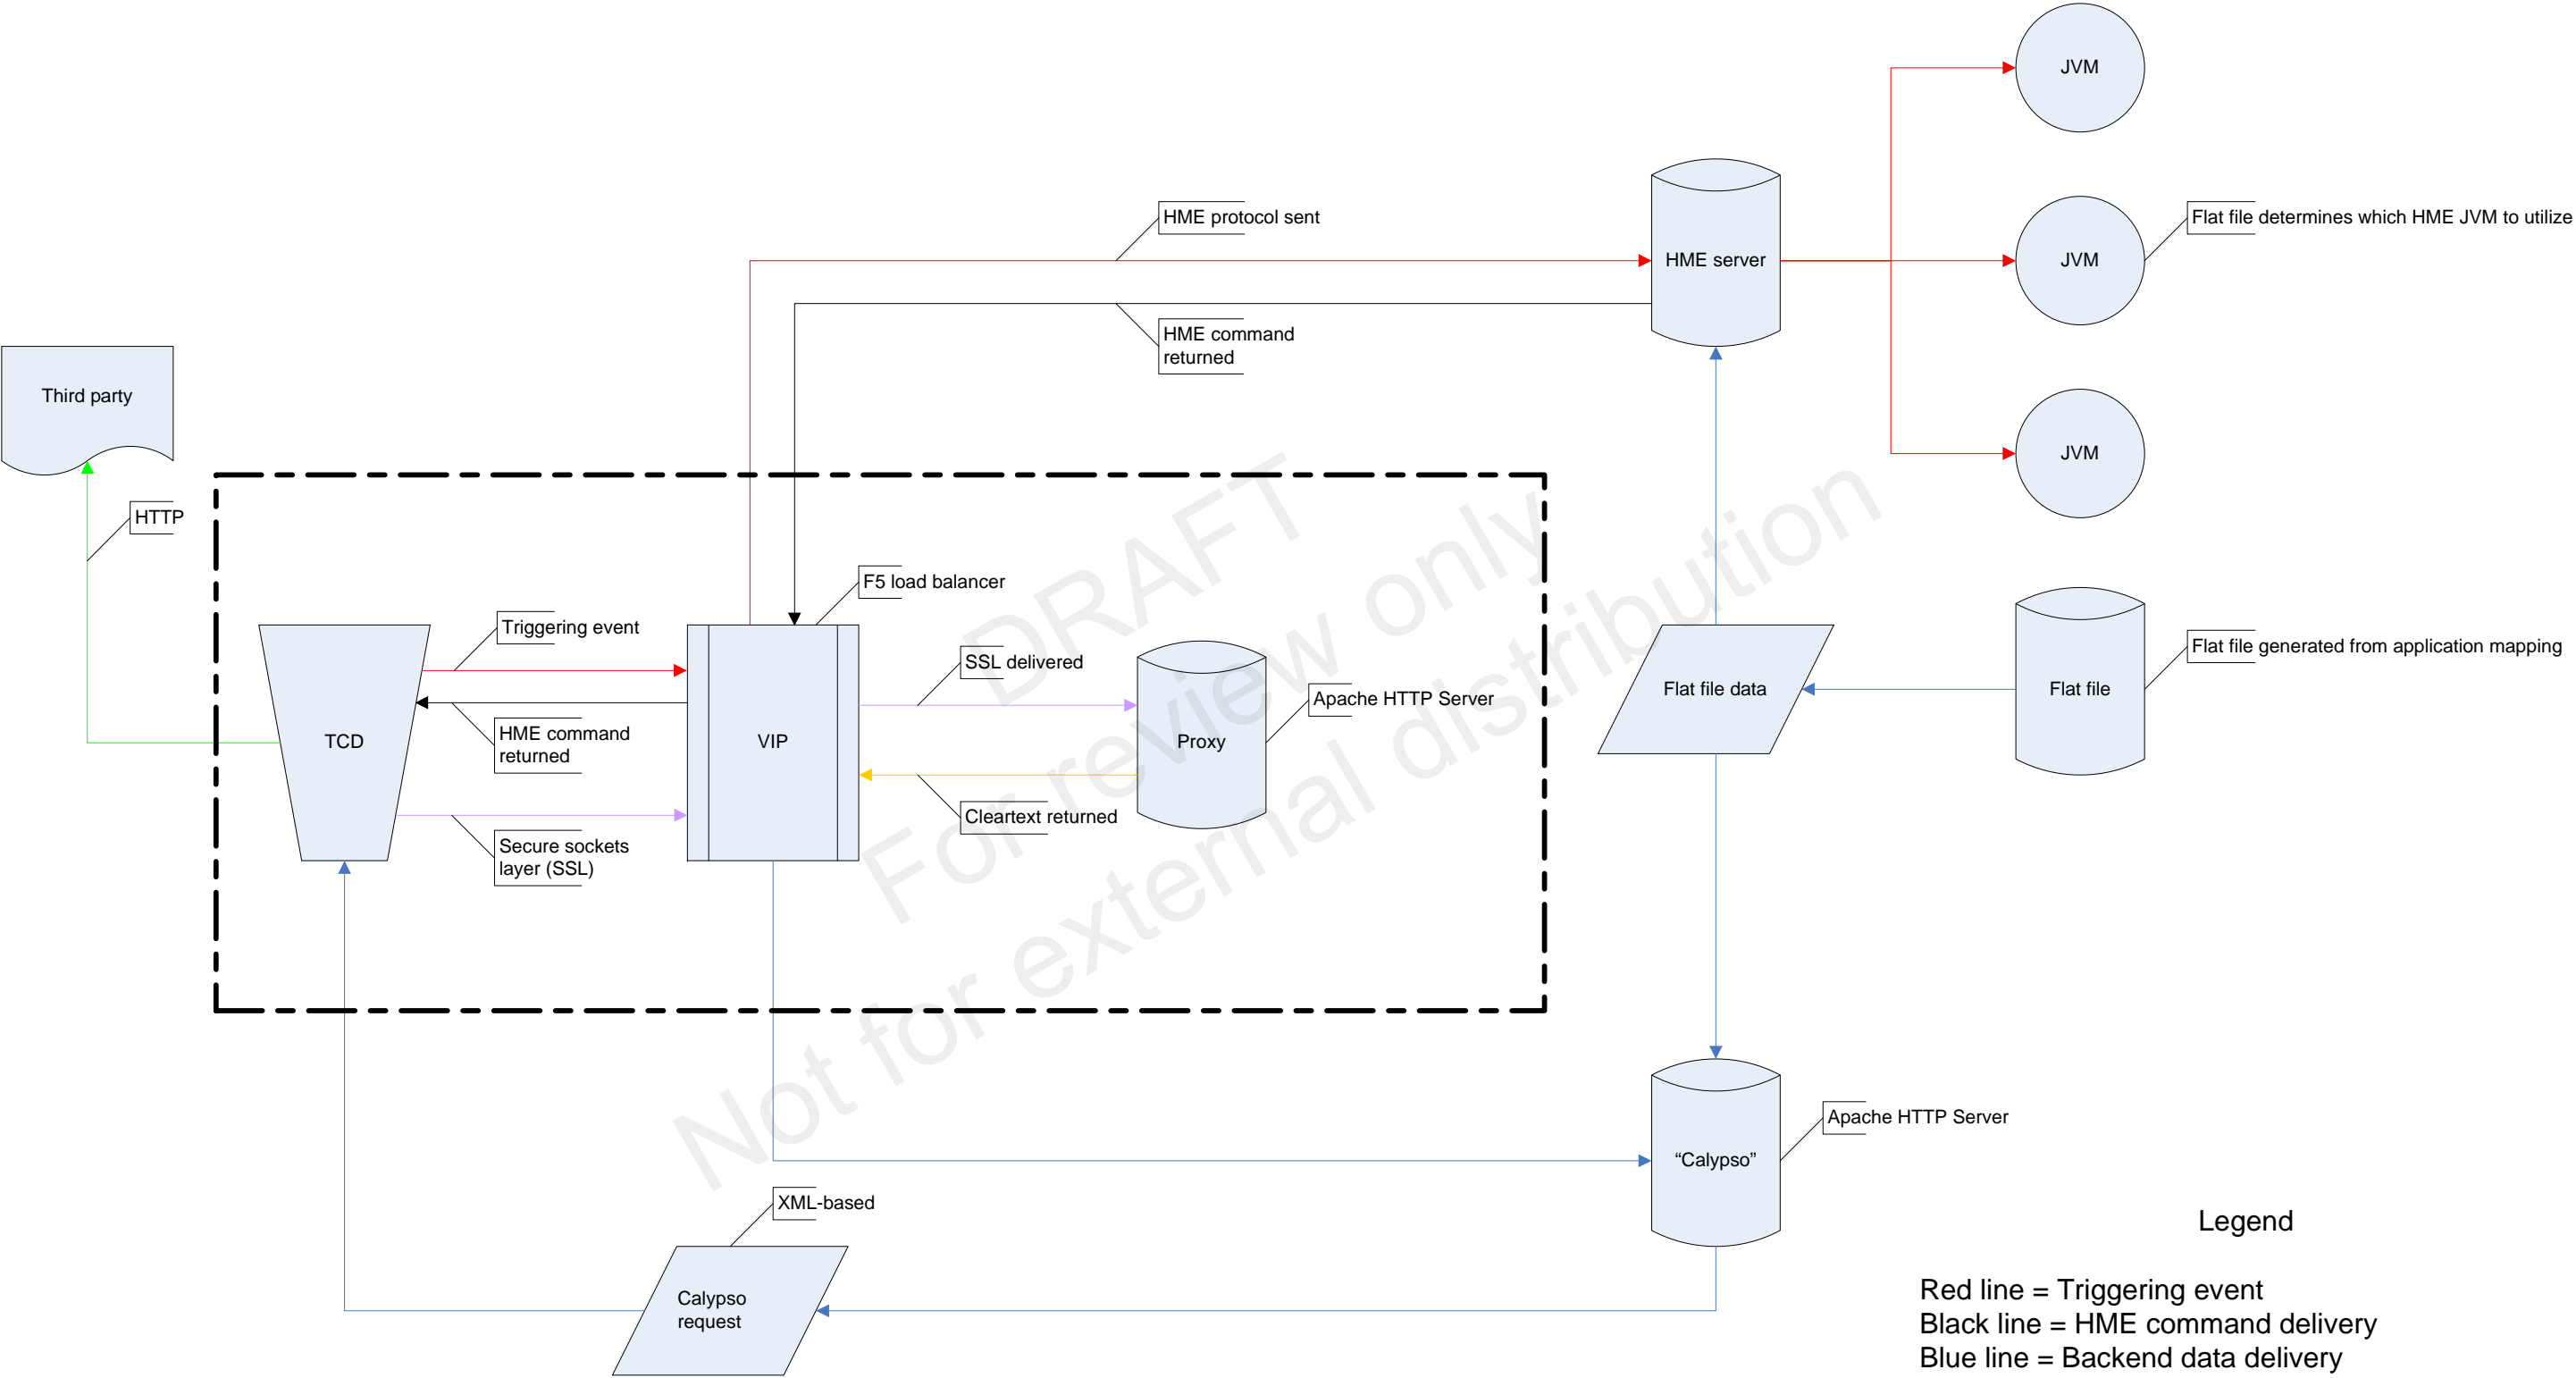 JVM
HME protocol sent
Flat file determines which HME JVM to utilize
HME server
JVM
HME command
returned
Third party
JVM
HTTP
DRAFT
For review only
Not for external distribution
F5 load balancer
Triggering event
SSL delivered
Flat file generated from application mapping
Apache HTTP Server
Flat file data
Flat file
HME command
returned
TCD
VIP
Proxy
Cleartext returned
Secure sockets
layer (SSL)
Apache HTTP Server
“Calypso”
XML-based
Calypso
request
Legend
Red line = Triggering event
Black line = HME command delivery
Blue line = Backend data delivery